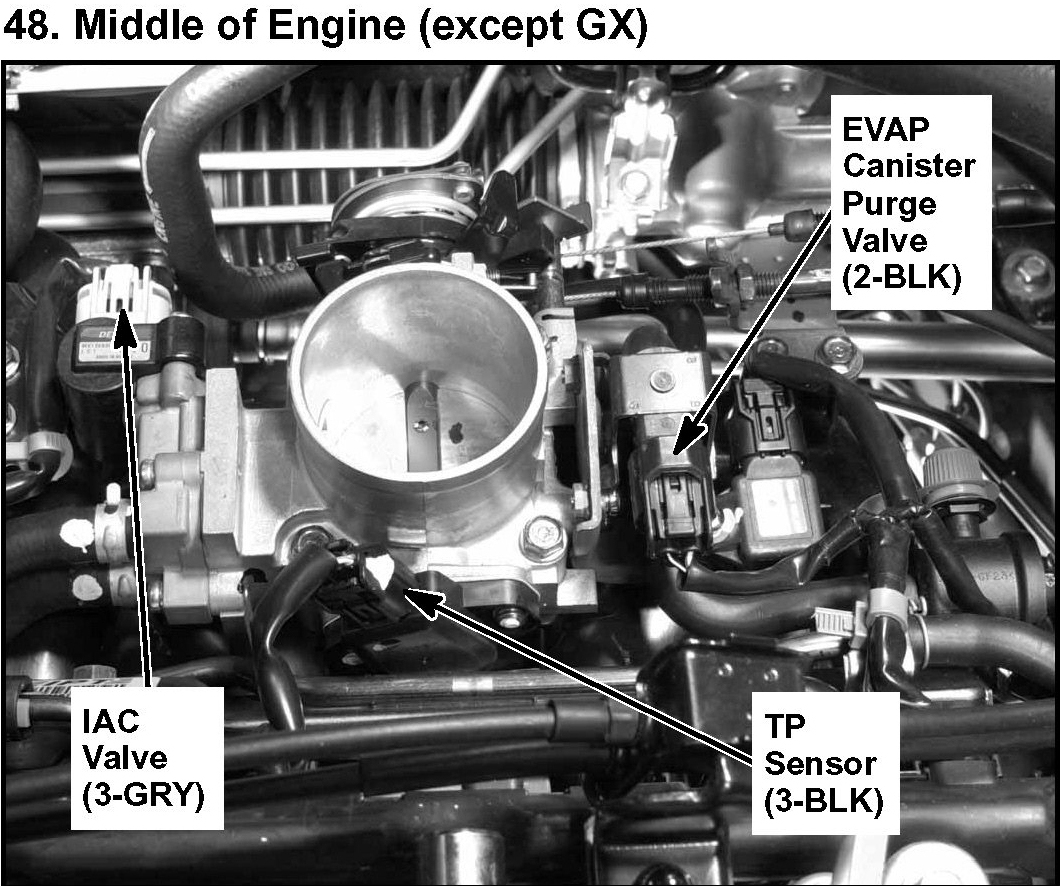 48. Middle of Engine (except GX)
EVAP
Canister
Purge
Valve
(2-BLK)
IAC
Valve
(3-GRY)
TP
Sensor
(3-BLK)